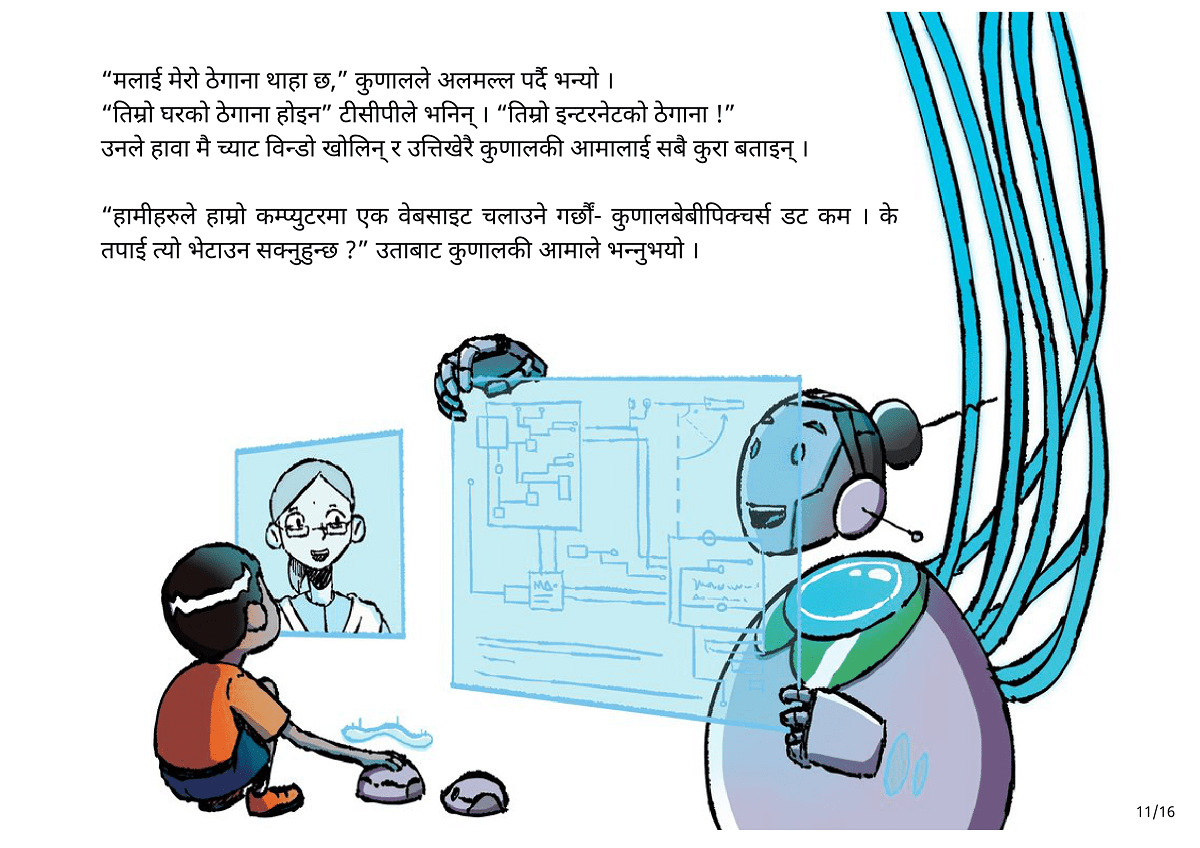 “मलाई मेरो ठेगाना थाहा छ,” कुणालले अलमल्ल पर्दै भन्यो ।
“तिम्रो घरको ठेगाना होइन” टीसीपीले भनिन् । “तिम्रो इन्टरनेटको ठेगाना !”
उनले हावा मै च्याट विन्डो खोलिन् र उत्तिखेरै कुणालकी आमालाई सबै कुरा बताइन् ।
“हामीहरुले हाम्रो कम्प्युटरमा एक वेबसाइट चलाउने गर्छौं- कुणालबेबीपिक्चर्स डट कम । के
तपाई त्यो भेटाउन सक्नुहुन्छ ?” उताबाट कुणालकी आमाले भन्नुभयो ।
11/16